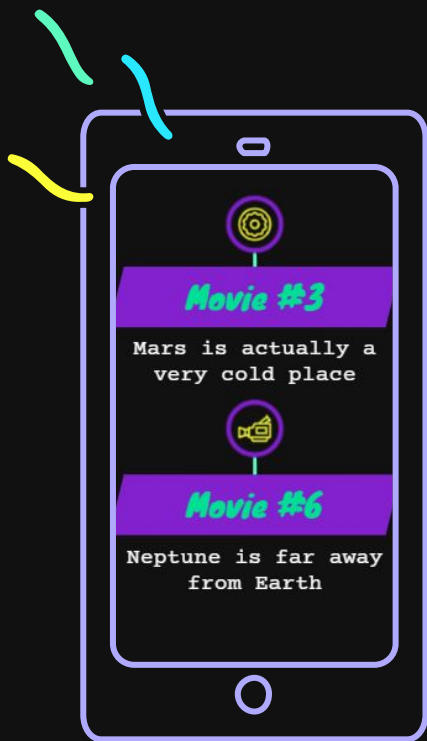 Movie #3
Mars is actually a
very cold place
Movie #6
Neptune is far away
from Earth